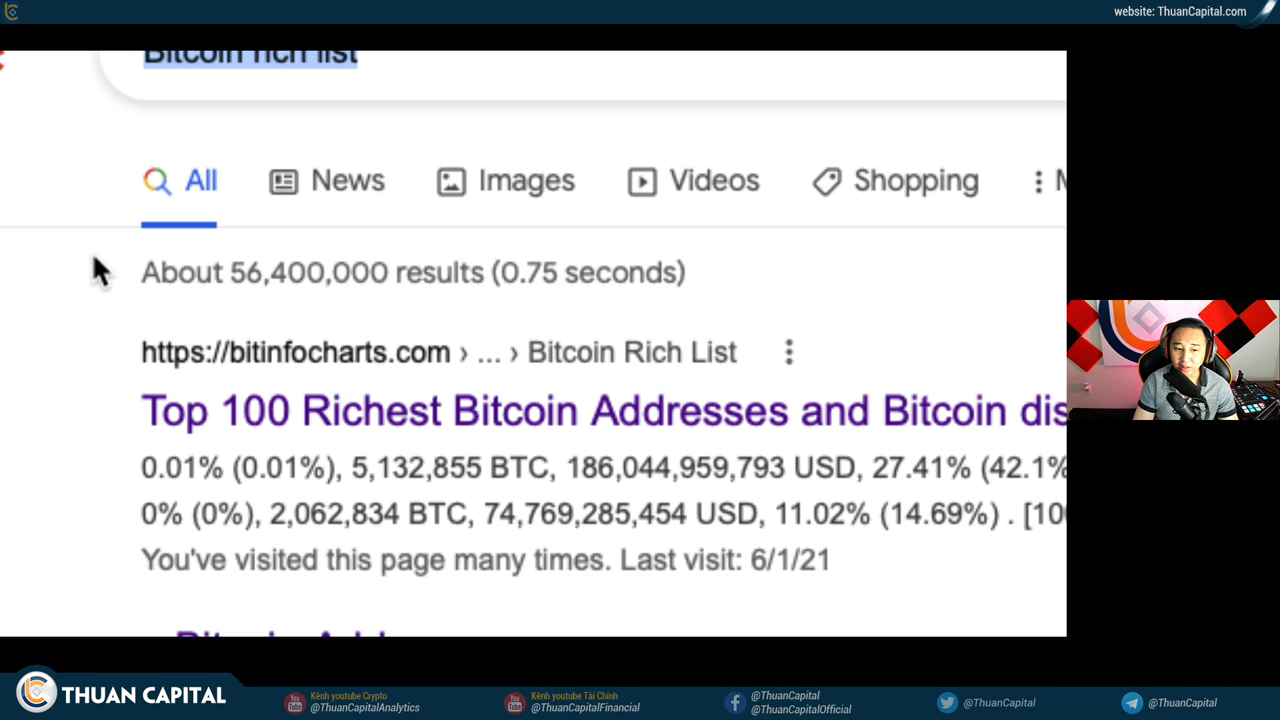 website: ThuanCapital.com
Bitcoin rich list
All News Images Videos Shopping
About 56,400,000 results (0.75 seconds)
https://bitinfocharts.com › ... › Bitcoin Rich List
Top 100 Richest Bitcoin Addresses and Bitcoin dis
0.01% (0.01%), 5,132,855 BTC, 186,044,959,793 USD, 27.41% (42.1%
0% (0%), 2,062,834 BTC, 74,769,285,454 USD, 11.02% (14.69%) . [10
You've visited this page many times. Last visit: 6/1/21
THUAN CAPITAL
Kênh youtube Crypto
@ThuanCapitalAnalytics
Kênh youtube Tài Chính
@ThuanCapitalFinancial
@ThuanCapital
@ThuanCapitalOfficial
@ThuanCapital
@ThuanCapital